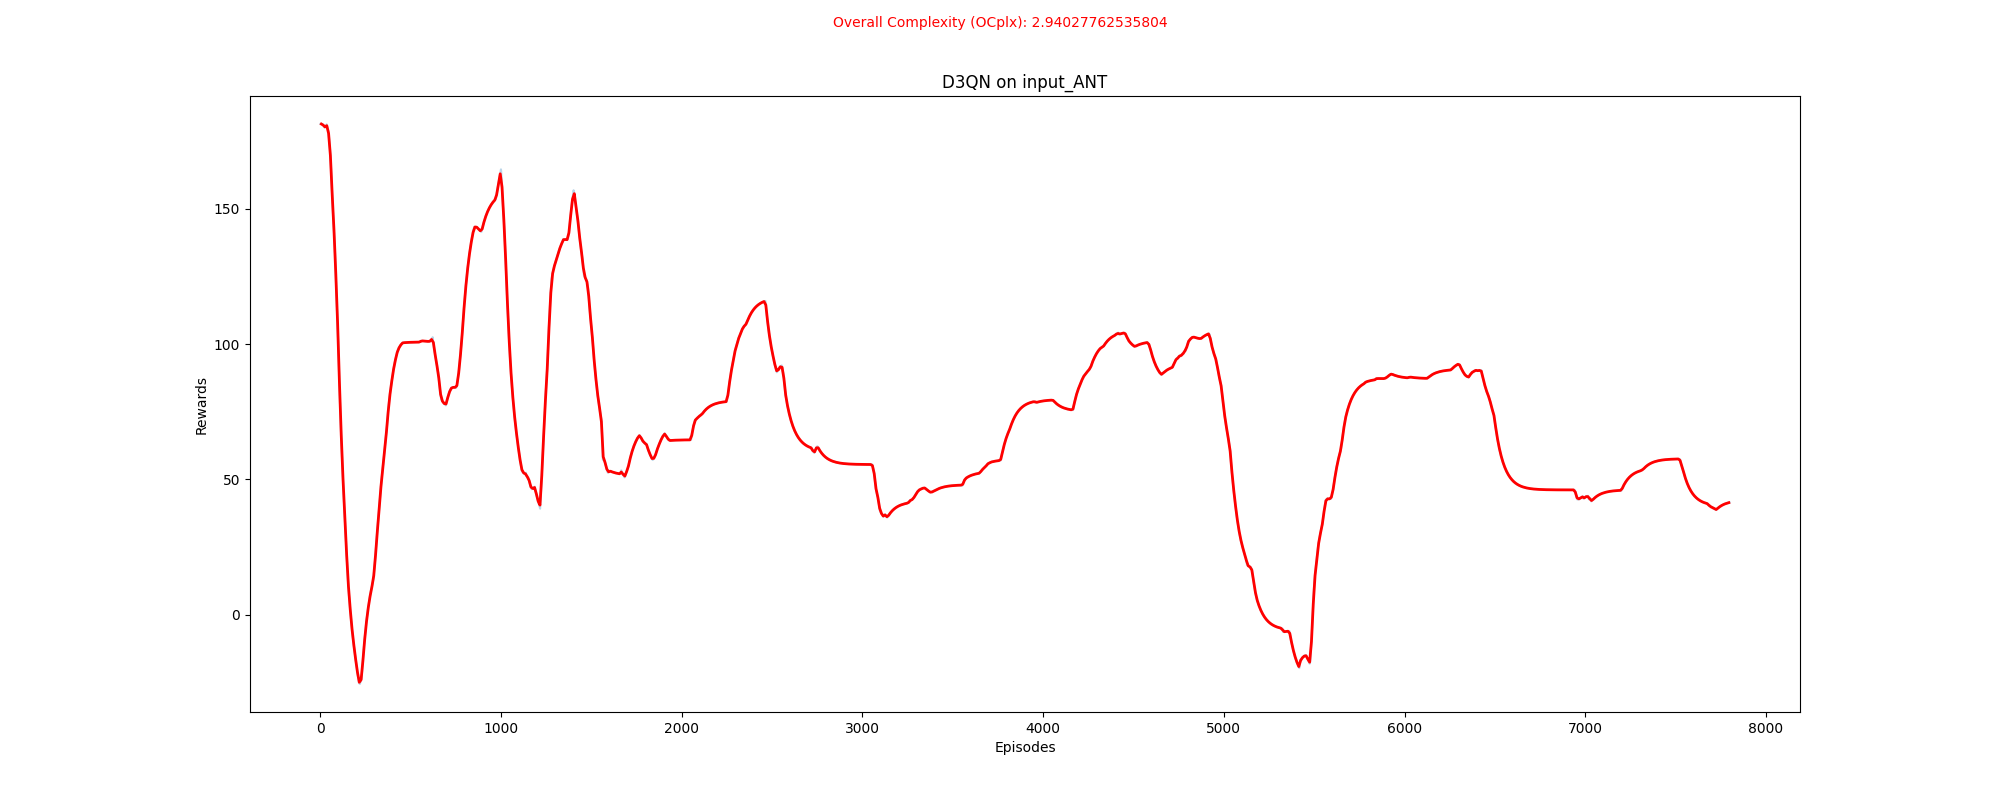 Overall Complexity (OCplx): 2.94027762535804
D3QN on input_ANT
Rewards
150
100
50
0
0 1000 2000 3000 4000 5000 6000 7000 8000
Episodes